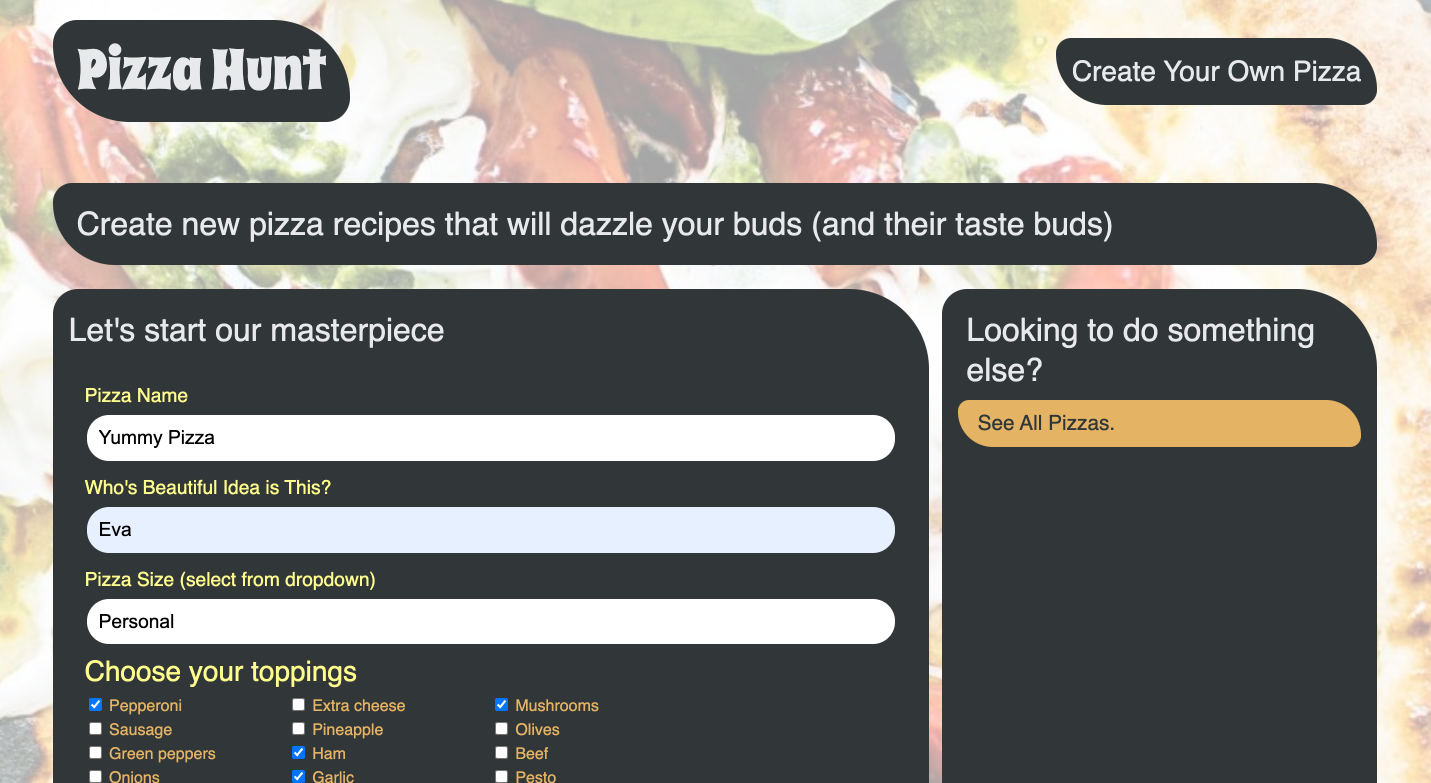 Pizza Hunt
Create Your Own Pizza
Create new pizza recipes that will dazzle your buds (and their taste buds)
Let's start our masterpiece
Pizza Name
Yummy Pizza
Who's Beautiful Idea is This?
Eva
Pizza Size (select from dropdown)
Personal
Choose your toppings
Pepperoni Extra cheese Mushrooms
Sausage Pineapple Olives
Green peppers Ham Beef
Onions Garlic Pesto
Looking to do something
else?
See All Pizzas.